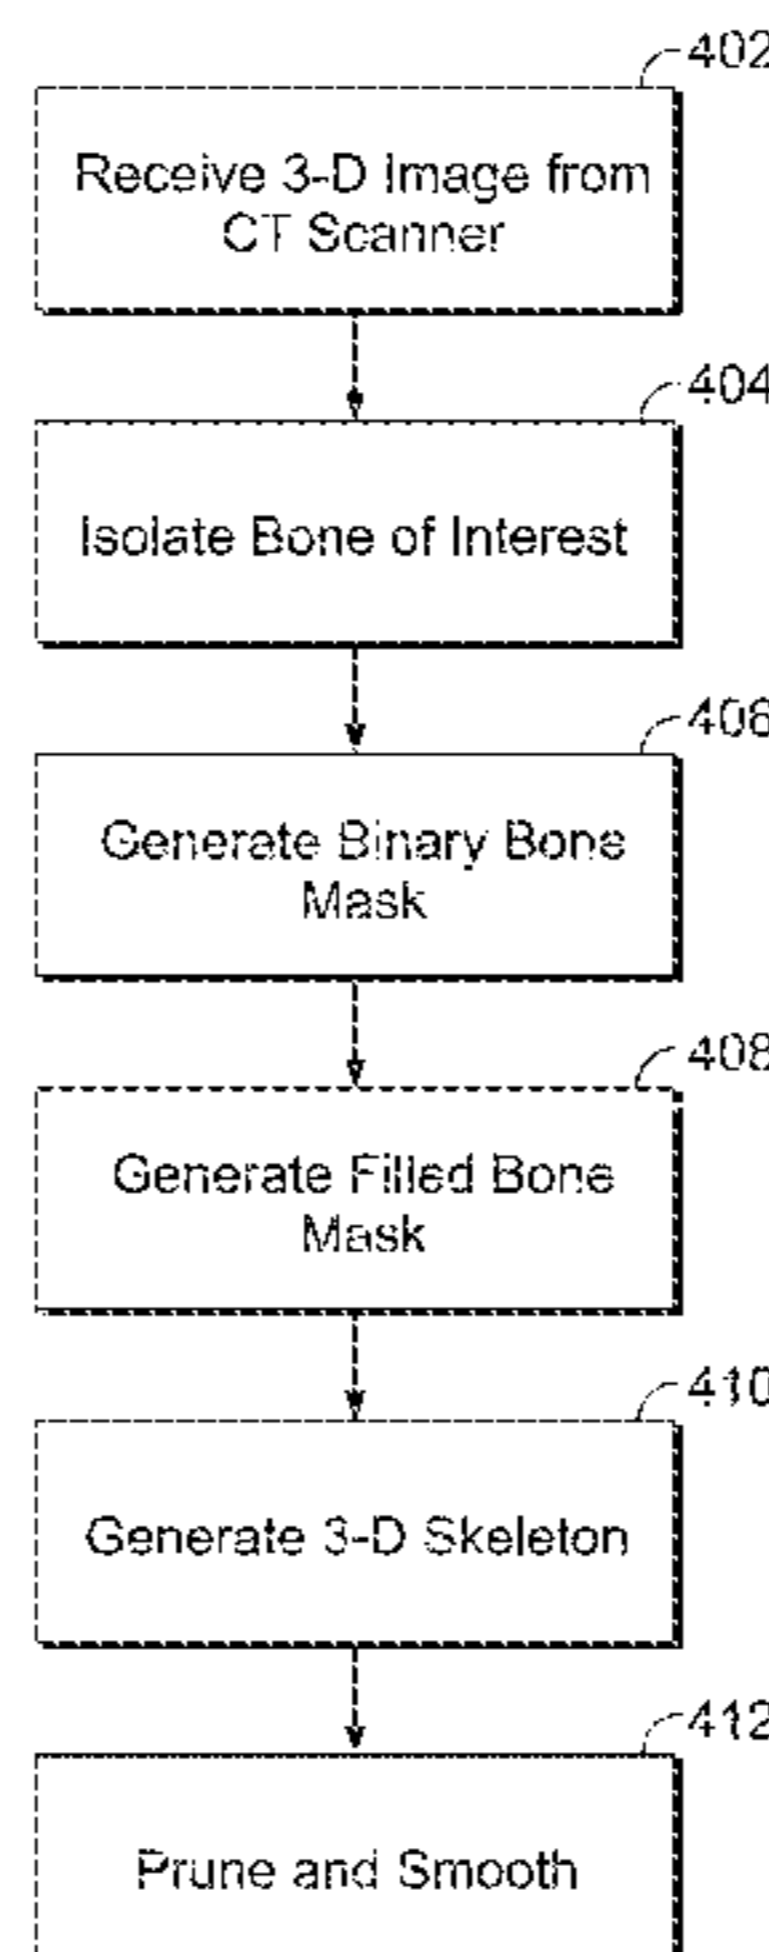 402
Receive 3-D Image from
CT Scanner
404
Isolate Bone of Interest
406
Generate Binary Bone
Mask
408
Generate Filled Bone
Mask
410
Generate 3-D Skeleton
412
Prune and Smooth